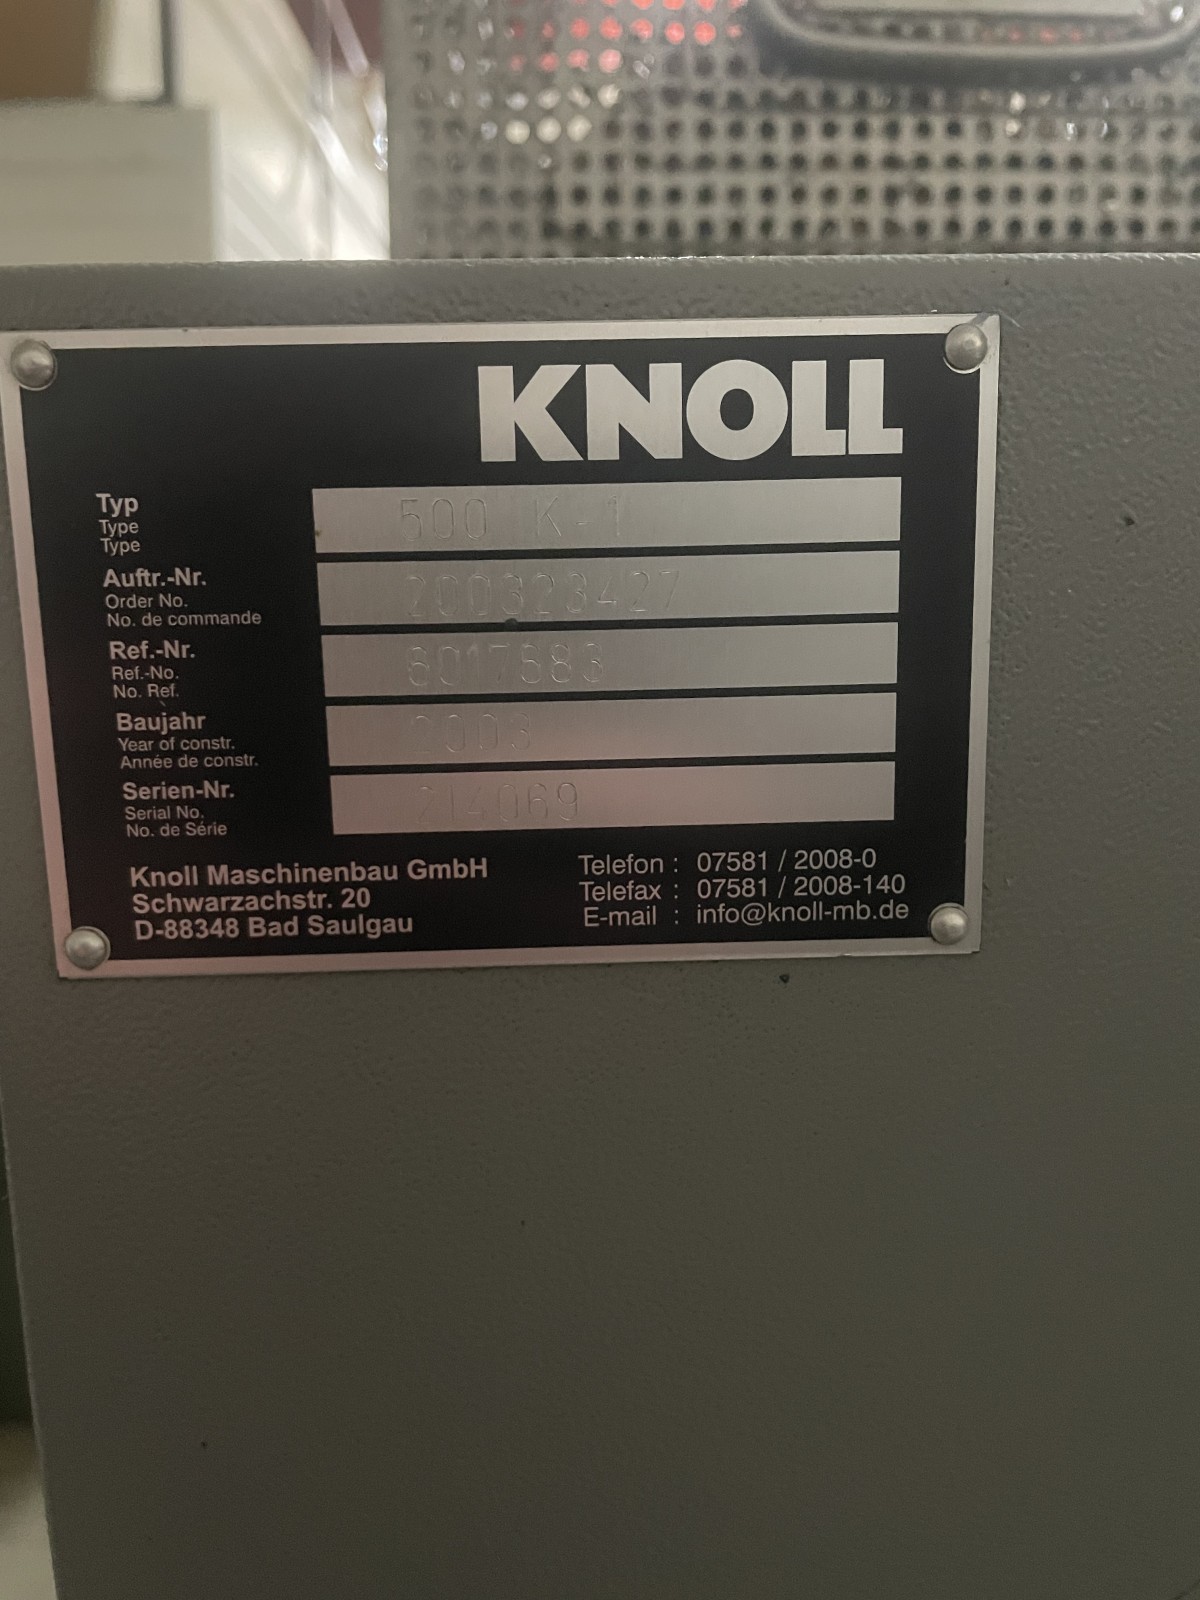 KNOLL
Typ
Type
Type
500 K-1
Auftr.-Nr.
Order No.
No. de commande
200323427
Ref.-Nr.
Ref.-No.
No. Ref.
Baujahr
Year of constr.
Année de constr.
2003
Serien-Nr.
Serial No.
No. de Série
214069
Knoll Maschinenbau GmbH
Schwarzachstr. 20
D-88348 Bad Saulgau
Telefon : 07581 / 2008-0
Telefax : 07581 / 2008-140
E-mail : info@knoll-mb.de